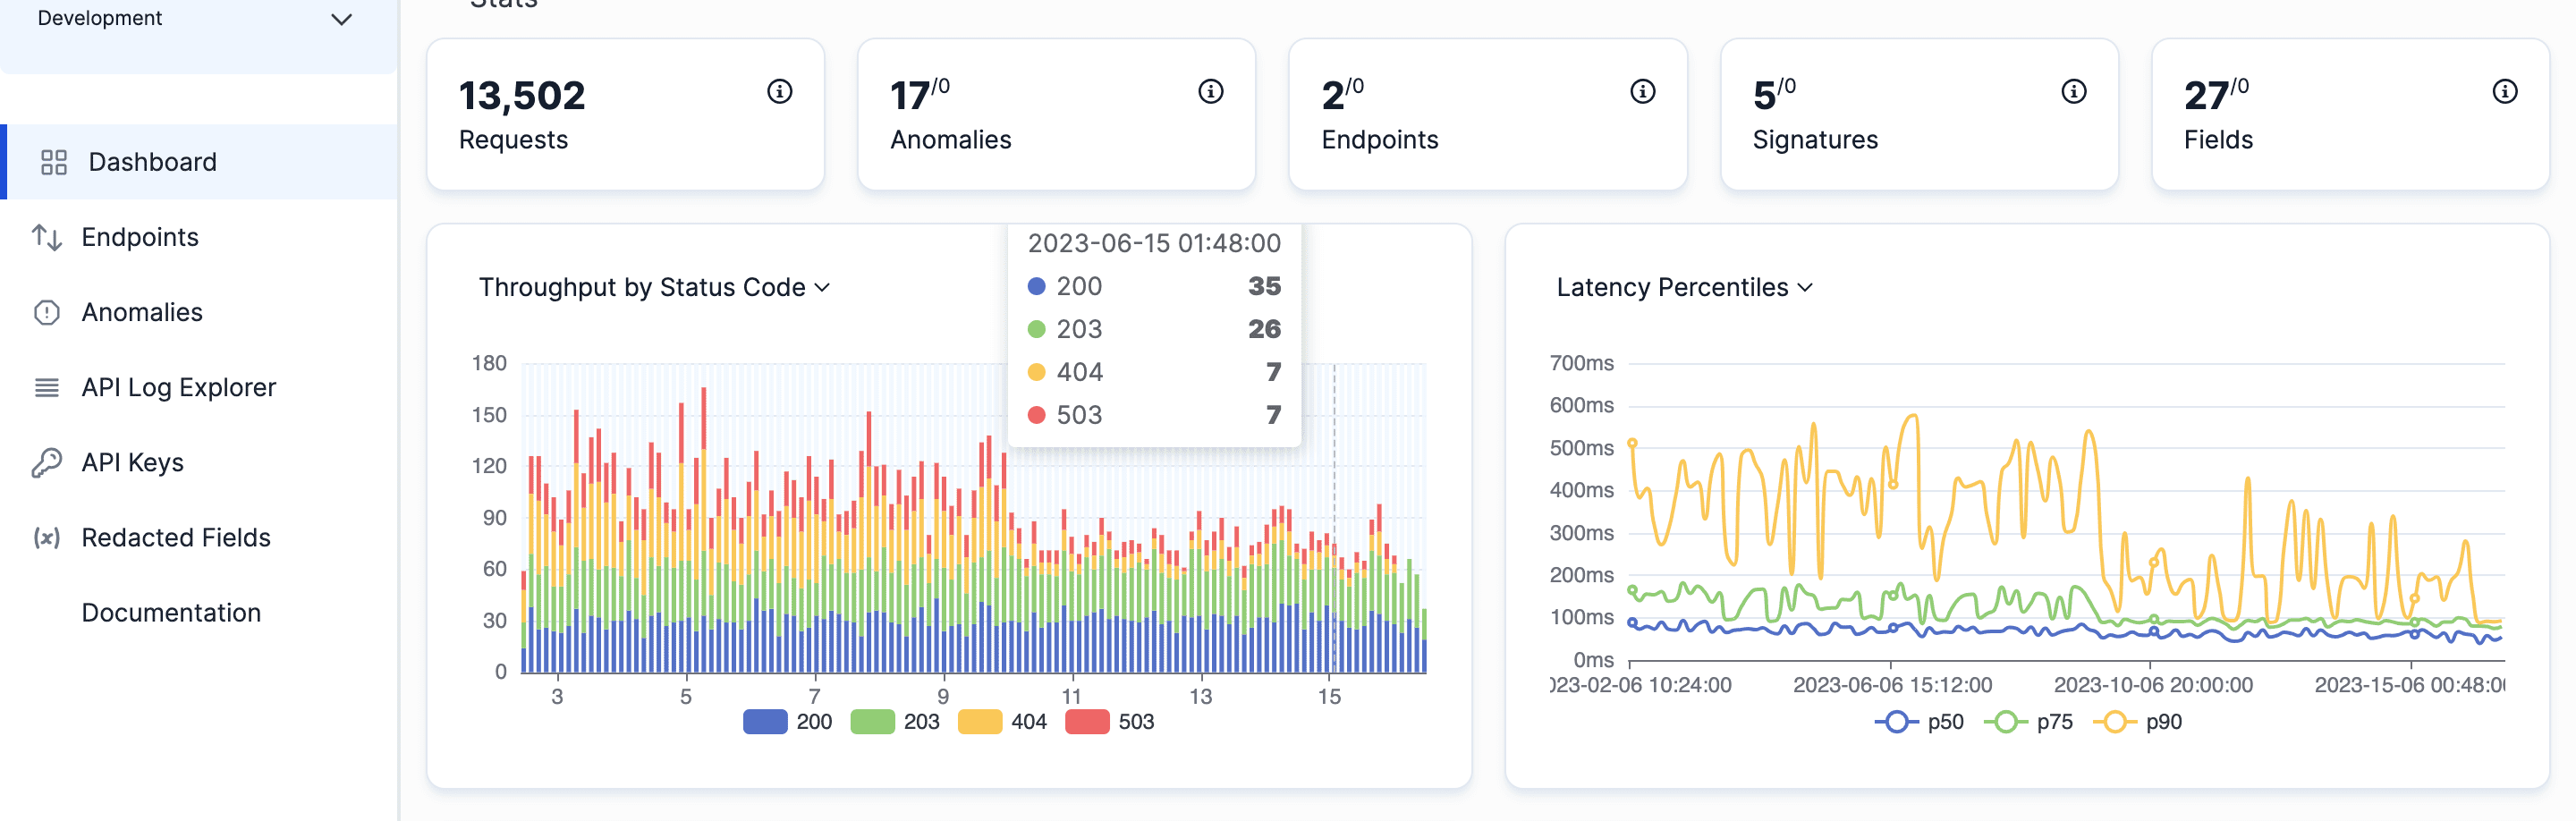 Development
Stats
13,502
Requests
17/0
Anomalies
2/0
Endpoints
5/0
Signatures
27/0
Fields
Dashboard
Endpoints
Anomalies
API Log Explorer
API Keys
Redacted Fields
Documentation
Throughput by Status Code
2023-06-15 01:48:00
200 35
203 26
404 7
503 7
180
150
120
90
60
30
0
3 5 7 9 11 13 15
200 203 404 503
Latency Percentiles
700ms
600ms
500ms
400ms
300ms
200ms
100ms
0ms
023-02-06 10:24:00 2023-06-06 15:12:00 2023-10-06 20:00:00 2023-15-06 00:48:0
p50 p75 p90